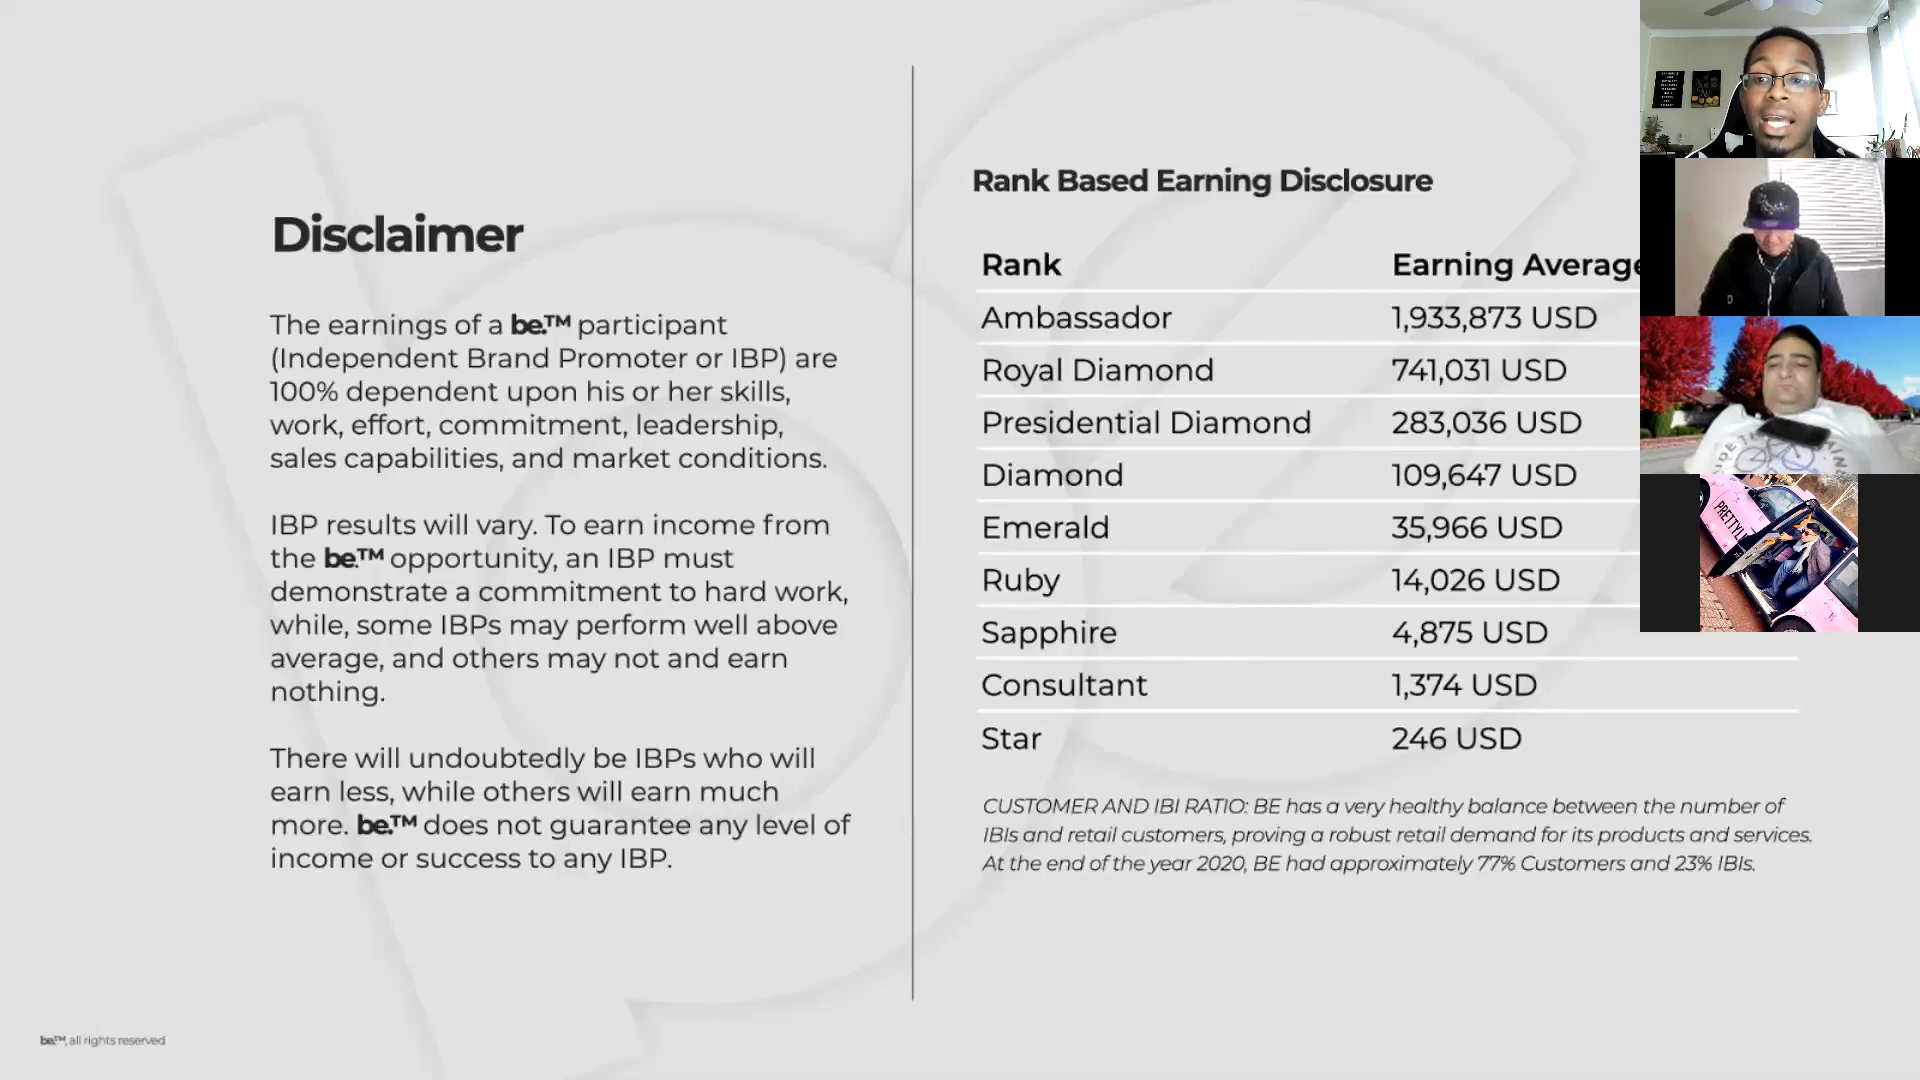 Disclaimer
The earnings of a be.™ participant
(Independent Brand Promoter or IBP) are
100% dependent upon his or her skills,
work, effort, commitment, leadership,
sales capabilities, and market conditions.
IBP results will vary. To earn income from
the be.™ opportunity, an IBP must
demonstrate a commitment to hard work,
while, some IBPs may perform well above
average, and others may not and earn
nothing.
There will undoubtedly be IBPs who will
earn less, while others will earn much
more. be.™ does not guarantee any level of
income or success to any IBP.
Rank Based Earning Disclosure
Rank Earning Average
Ambassador 1,933,873 USD
Royal Diamond 741,031 USD
Presidential Diamond 283,036 USD
Diamond 109,647 USD
Emerald 35,966 USD
Ruby 14,026 USD
Sapphire 4,875 USD
Consultant 1,374 USD
Star 246 USD
CUSTOMER AND IBI RATIO: BE has a very healthy balance between the number of
IBIs and retail customers, proving a robust retail demand for its products and services.
At the end of the year 2020, BE had approximately 77% Customers and 23% IBIs.
be.™, all rights reserved